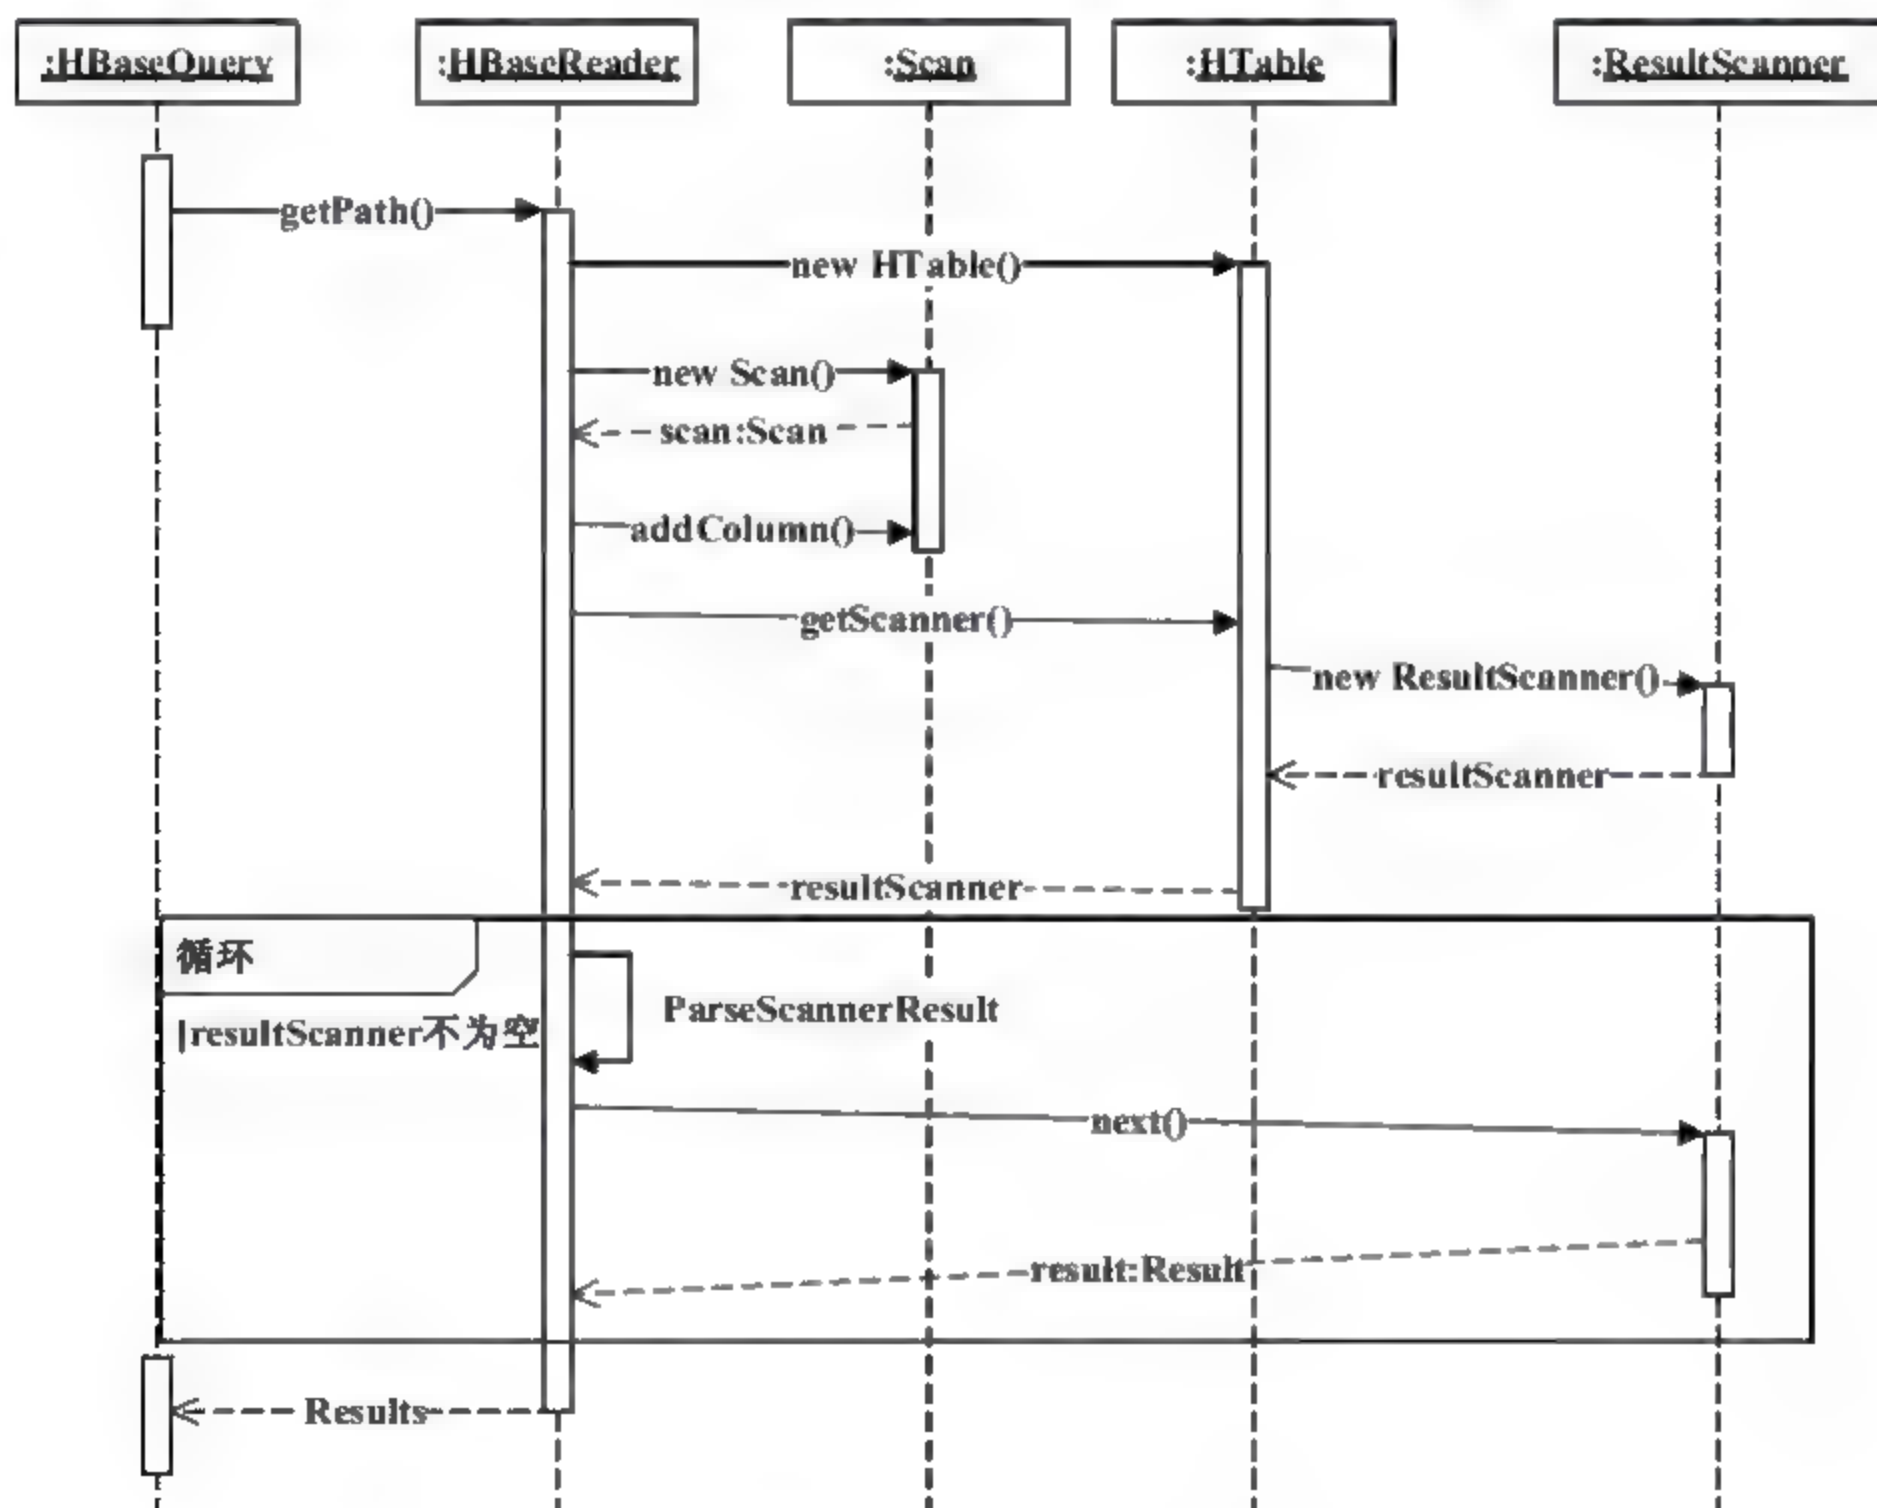 :HBaseQuery
:HBaseReader
:Scan
:HTable
:ResultScanner
getPath()
new HTable()
new Scan()
scan:Scan
addColumn()
getScanner()
new ResultScanner()
resultScanner
resultScanner
循环
ParseScannerResult
|resultScanner不为空
next()
result:Result
Results